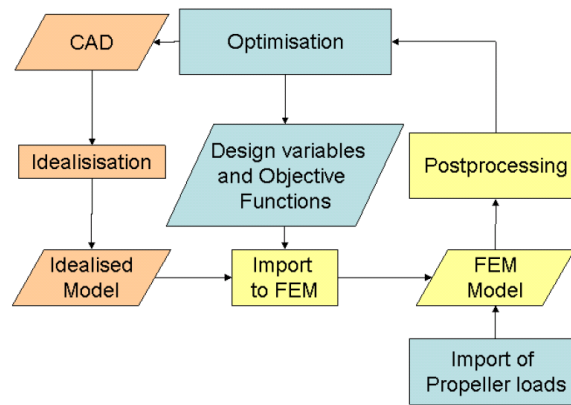 CAD
Optimisation
Idealisisation
Design variables
and Objective
Functions
Postprocessing
Idealised
Model
Import
to FEM
FEM
Model
Import of
Propeller loads